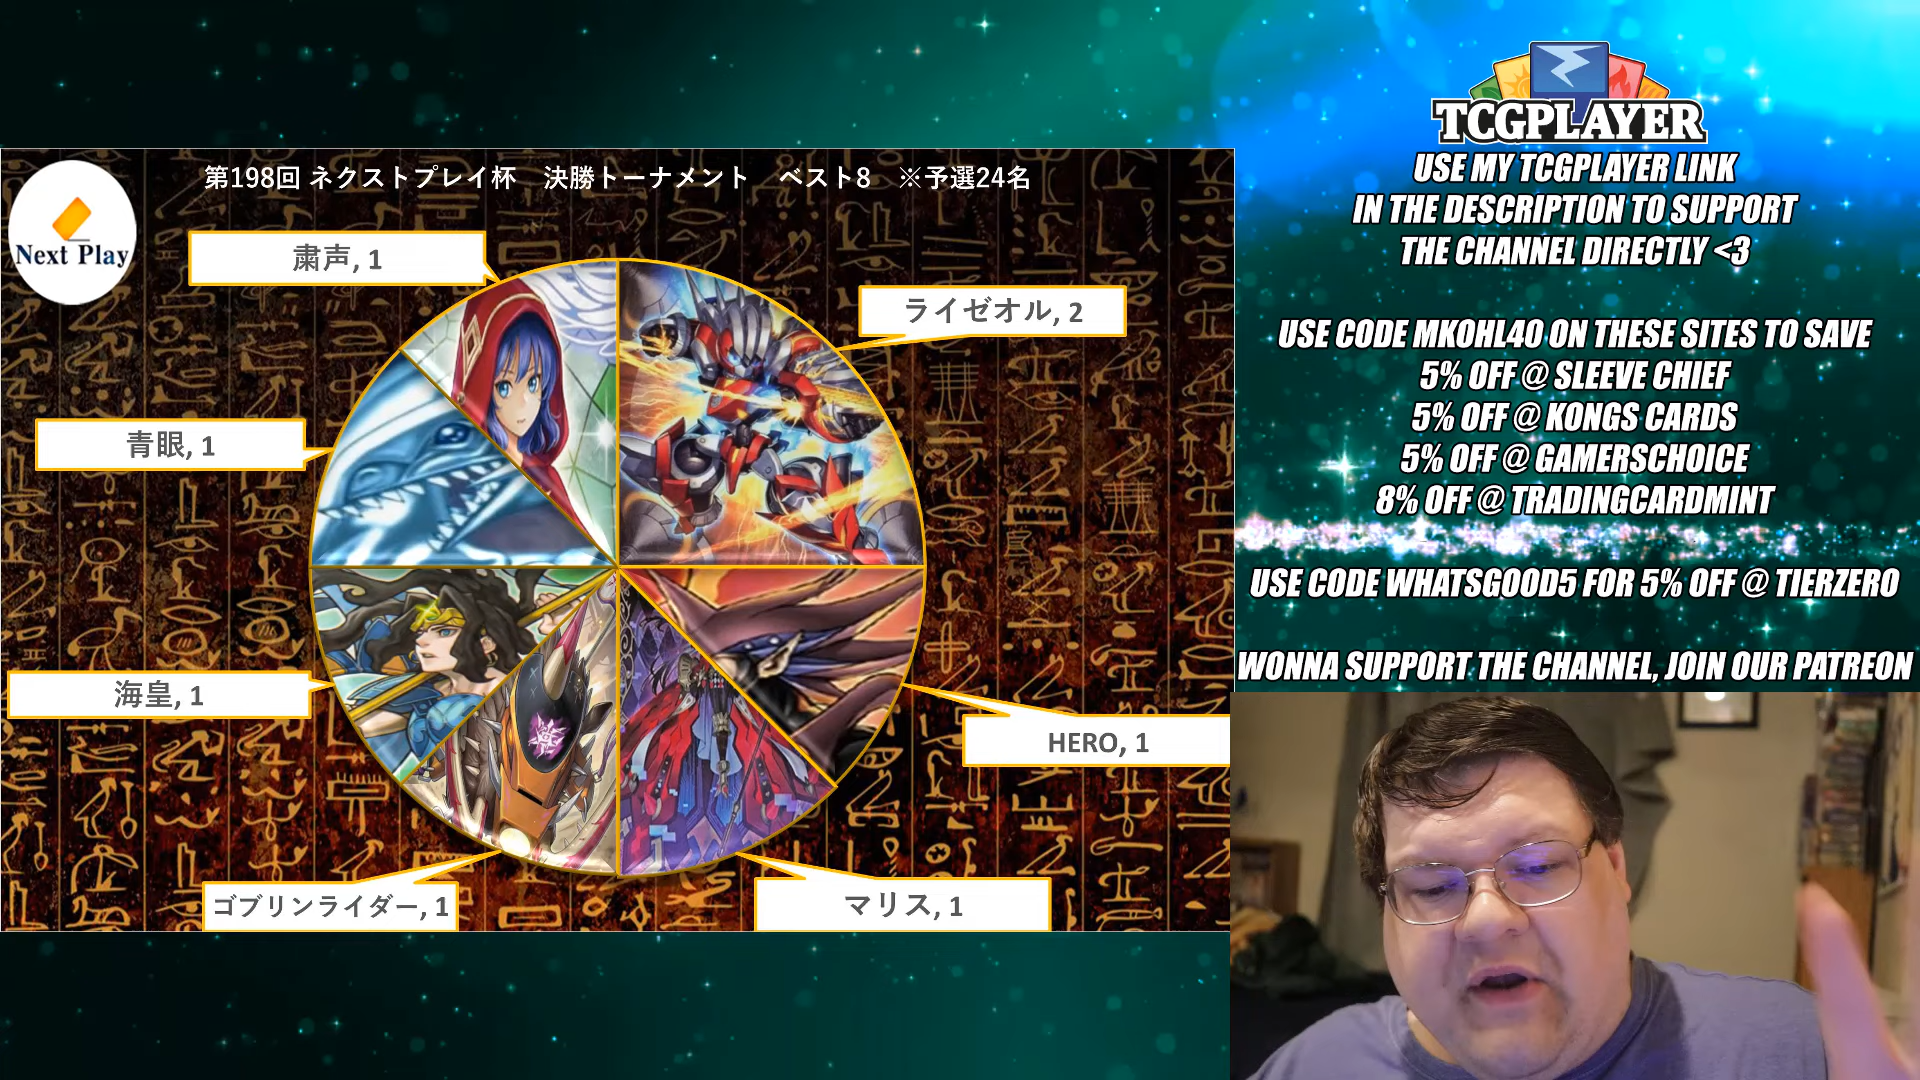 第198回 ネクストプレイ杯　決勝トーナメント　ベスト8　※予選24名
Next Play
粛声, 1
ライゼオル, 2
青眼, 1
海皇, 1
HERO, 1
ゴブリンライダー, 1
マリス, 1
TCGPLAYER
USE MY TCGPLAYER LINK
IN THE DESCRIPTION TO SUPPORT
THE CHANNEL DIRECTLY <3
USE CODE MKOHL40 ON THESE SITES TO SAVE
5% OFF @ SLEEVE CHIEF
5% OFF @ KONGS CARDS
5% OFF @ GAMERSCHOICE
8% OFF @ TRADINGCARDMINT
USE CODE WHATSGOOD5 FOR 5% OFF @ TIERZERO
WONNA SUPPORT THE CHANNEL, JOIN OUR PATREON